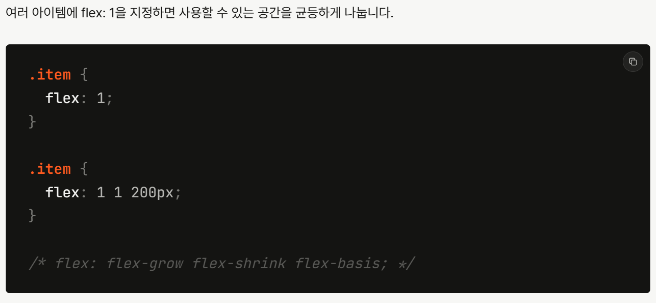 여러 아이템에 flex: 1을 지정하면 사용할 수 있는 공간을 균등하게 나눕니다.
.item {
  flex: 1;
}
.item {
  flex: 1 1 200px;
}
/* flex: flex-grow flex-shrink flex-basis; */